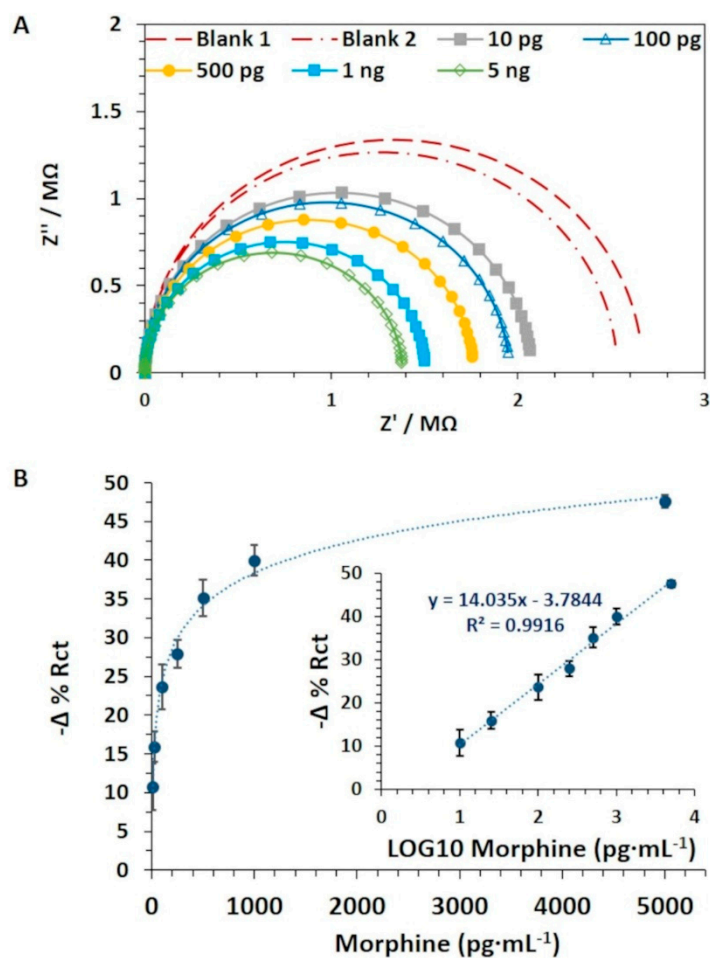 A
2
Blank 1 Blank 2 10 pg 100 pg
500 pg 1 ng 5 ng
1.5
1
0.5
0
Z'' / MΩ
0 1 2 3
Z' / MΩ
B
50
45
40
35
30
25
20
15
10
5
0
-Δ % Rct
50
40
30
20
10
0
-Δ % Rct
y = 14.035x - 3.7844
R² = 0.9916
0 1 2 3 4
LOG10 Morphine (pg·mL⁻¹)
0 1000 2000 3000 4000 5000
Morphine (pg·mL⁻¹)